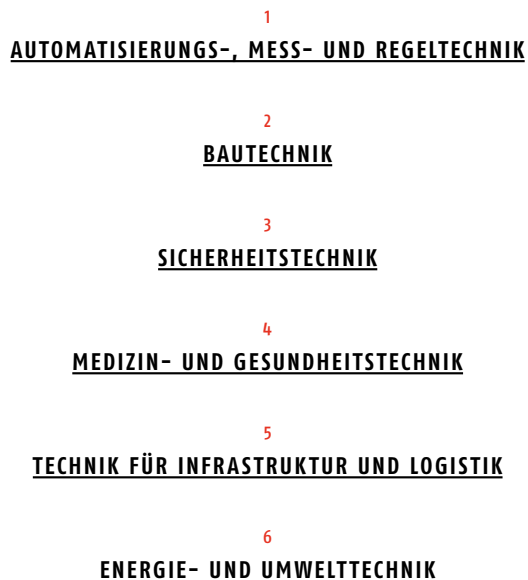 1
AUTOMATISIERUNGS-, MESS- UND REGELTECHNIK
2
BAUTECHNIK
3
SICHERHEITSTECHNIK
4
MEDIZIN- UND GESUNDHEITSTECHNIK
5
TECHNIK FÜR INFRASTRUKTUR UND LOGISTIK
6
ENERGIE- UND UMWELTTECHNIK